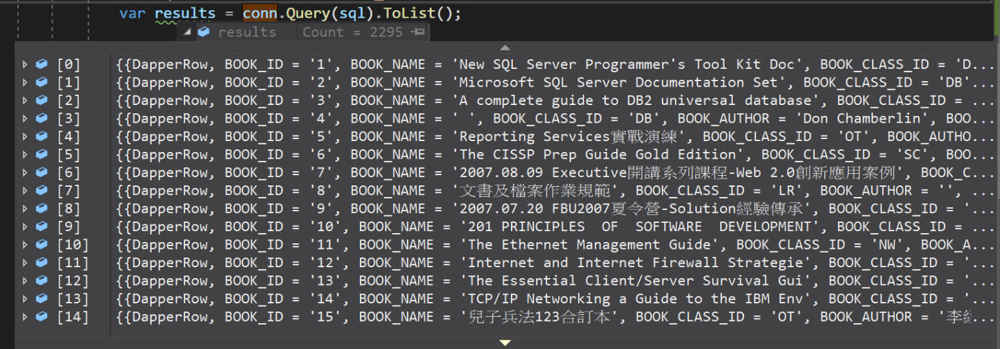 var results = conn.Query(sql).ToList();
results Count = 2295
[0] {{DapperRow, BOOK_ID = '1', BOOK_NAME = 'New SQL Server Programmer's Tool Kit Doc', BOOK_CLASS_ID = 'D...
[1] {{DapperRow, BOOK_ID = '2', BOOK_NAME = 'Microsoft SQL Server Documentation Set', BOOK_CLASS_ID = 'DB'...
[2] {{DapperRow, BOOK_ID = '3', BOOK_NAME = 'A complete guide to DB2 universal database', BOOK_CLASS_ID = ...
[3] {{DapperRow, BOOK_ID = '4', BOOK_NAME = ' ', BOOK_CLASS_ID = 'DB', BOOK_AUTHOR = 'Don Chamberlin', BOO...
[4] {{DapperRow, BOOK_ID = '5', BOOK_NAME = 'Reporting Services實戰演練', BOOK_CLASS_ID = 'OT', BOOK_AUTHO...
[5] {{DapperRow, BOOK_ID = '6', BOOK_NAME = 'The CISSP Prep Guide Gold Edition', BOOK_CLASS_ID = 'SC', BOO...
[6] {{DapperRow, BOOK_ID = '7', BOOK_NAME = '2007.08.09 Executive開講系列課程-Web 2.0創新應用案例', BOOK_C...
[7] {{DapperRow, BOOK_ID = '8', BOOK_NAME = '文書及檔案作業規範', BOOK_CLASS_ID = 'LR', BOOK_AUTHOR = '', ...
[8] {{DapperRow, BOOK_ID = '9', BOOK_NAME = '2007.07.20 FBU2007夏令營-Solution經驗傳承', BOOK_CLASS_ID = '...
[9] {{DapperRow, BOOK_ID = '10', BOOK_NAME = '201 PRINCIPLES  OF  SOFTWARE  DEVELOPMENT', BOOK_CLASS_ID = ...
[10] {{DapperRow, BOOK_ID = '11', BOOK_NAME = 'The Ethernet Management Guide', BOOK_CLASS_ID = 'NW', BOOK_A...
[11] {{DapperRow, BOOK_ID = '12', BOOK_NAME = 'Internet and Internet Firewall Strategie', BOOK_CLASS_ID = '...
[12] {{DapperRow, BOOK_ID = '13', BOOK_NAME = 'The Essential Client/Server Survival Gui', BOOK_CLASS_ID = '...
[13] {{DapperRow, BOOK_ID = '14', BOOK_NAME = 'TCP/IP Networking a Guide to the IBM Env', BOOK_CLASS_ID = '...
[14] {{DapperRow, BOOK_ID = '15', BOOK_NAME = '兒子兵法123合訂本', BOOK_CLASS_ID = 'OT', BOOK_AUTHOR = '李...